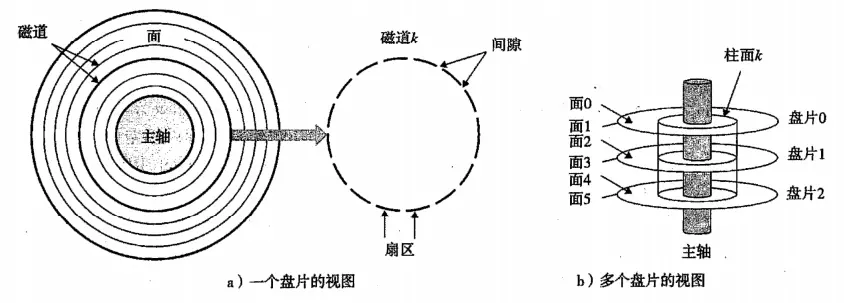 磁道
面
主轴
磁道k
间隙
扇区
a）一个盘片的视图
柱面k
面0
面1
面2
面3
面4
面5
盘片0
盘片1
盘片2
主轴
b）多个盘片的视图